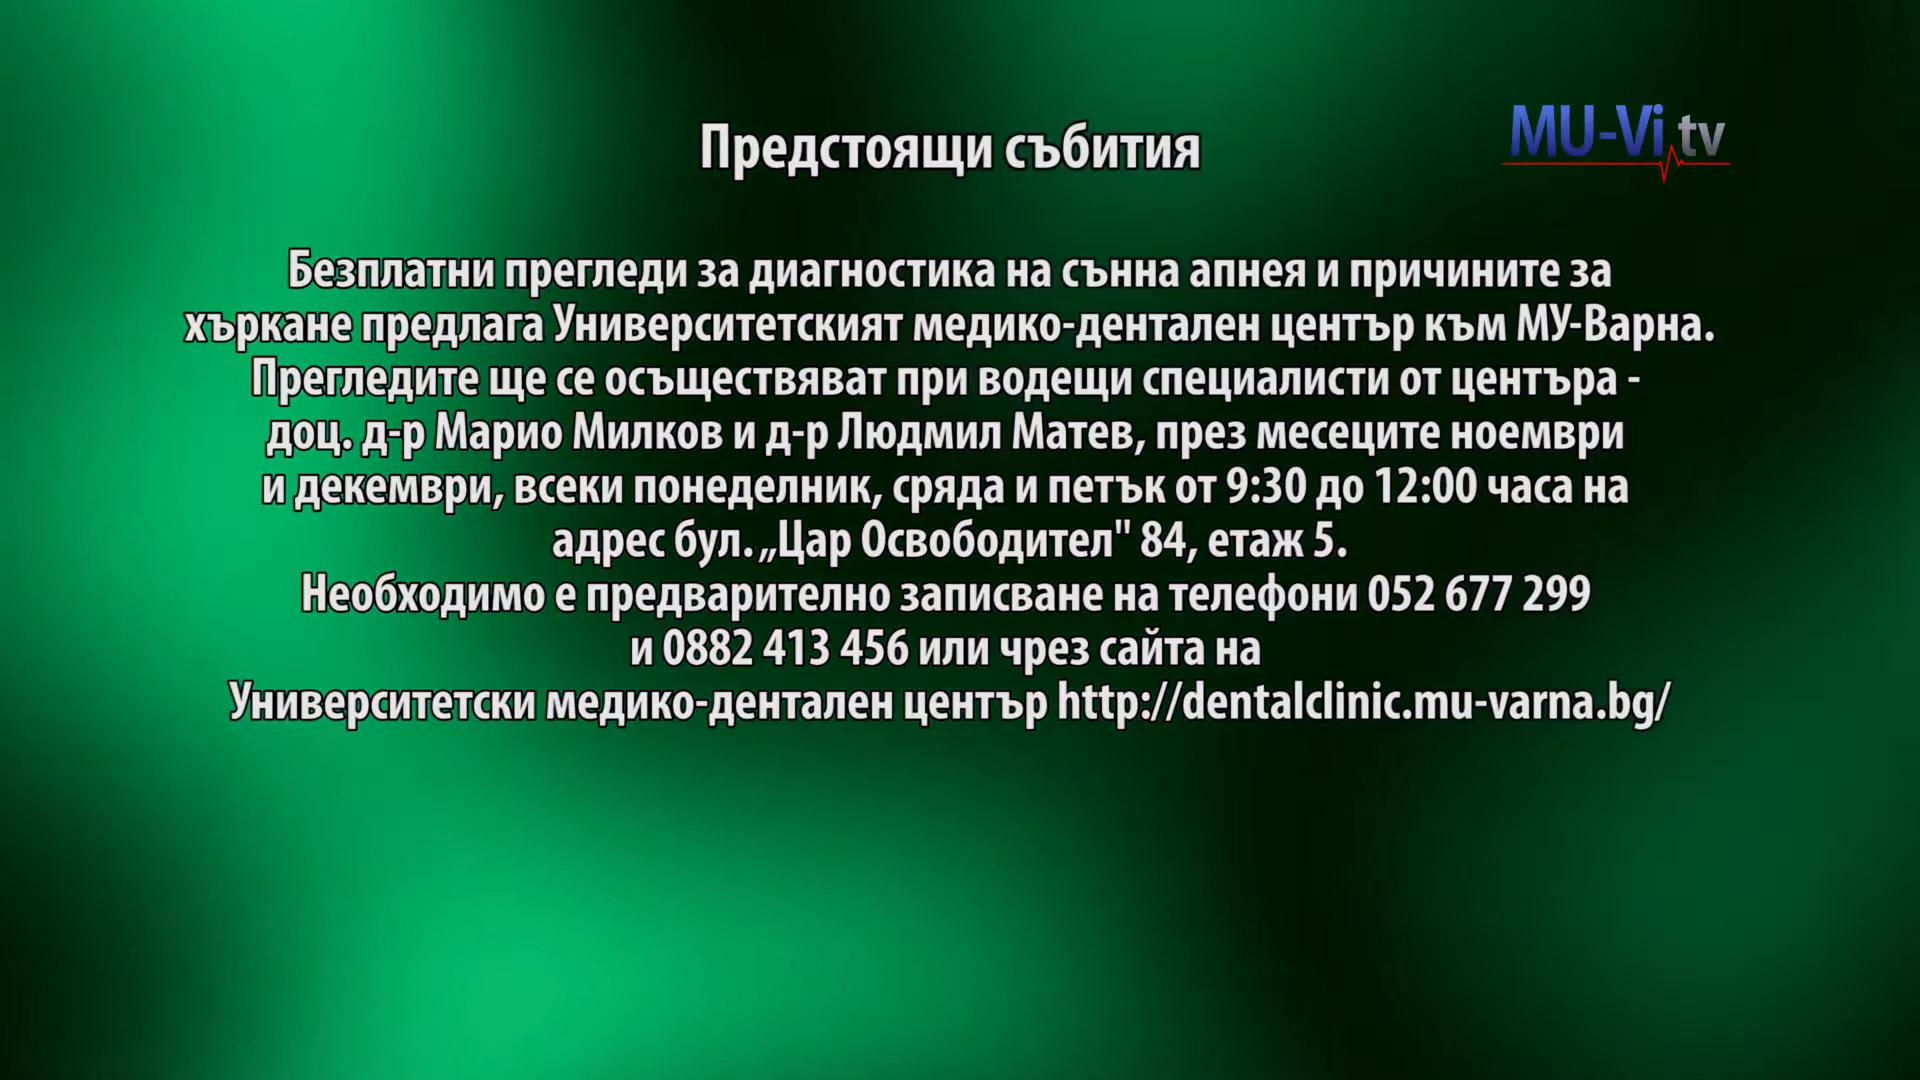 MU-Vi.tv
Предстоящи събития
Безплатни прегледи за диагностика на сънна апнея и причините за
хъркане предлага Университетският медико-дентален център към МУ-Варна.
Прегледите ще се осъществяват при водещи специалисти от центъра -
доц. д-р Марио Милков и д-р Людмил Матев, през месеците ноември
и декември, всеки понеделник, сряда и петък от 9:30 до 12:00 часа на
адрес бул. „Цар Освободител" 84, етаж 5.
Необходимо е предварително записване на телефони 052 677 299
и 0882 413 456 или чрез сайта на
Университетски медико-дентален център http://dentalclinic.mu-varna.bg/